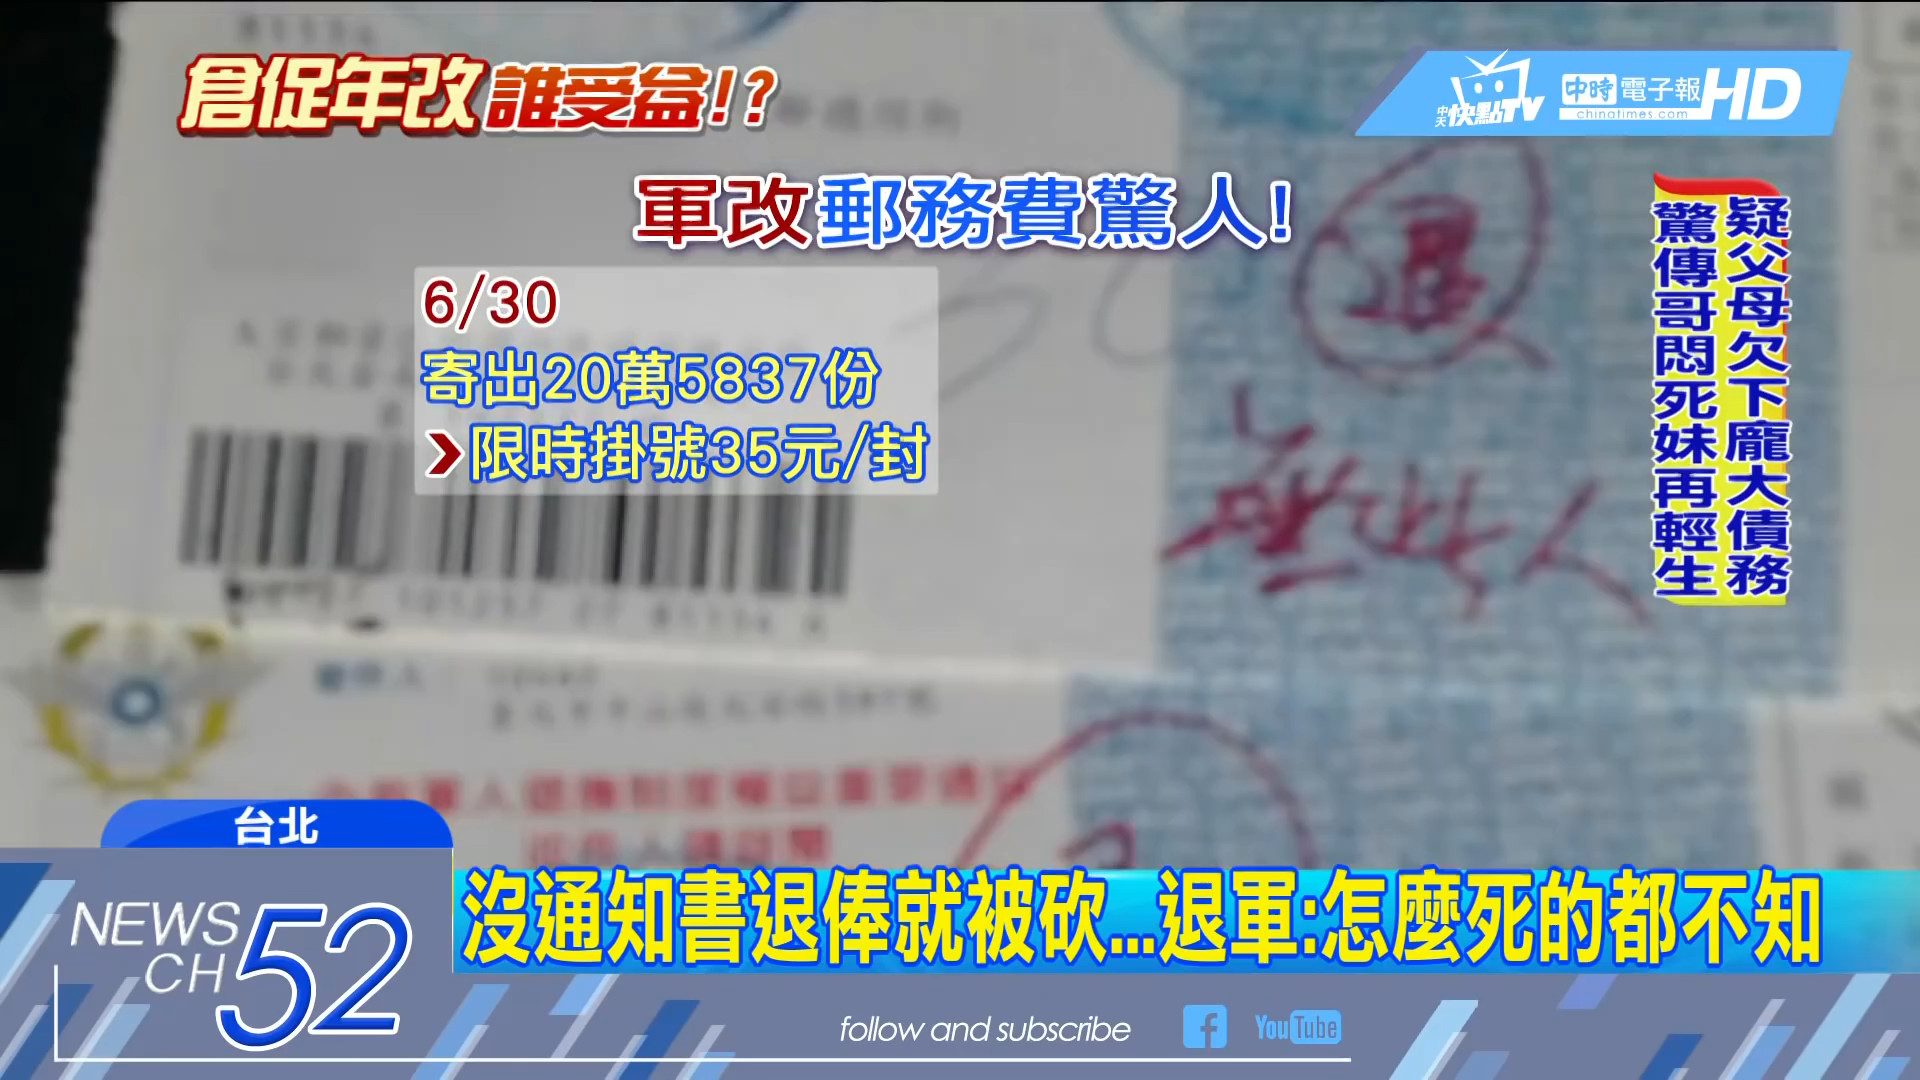 倉促年改誰受益!?
中天快點TV
中時電子報HD
chinatimes.com
軍改郵務費驚人!
6/30
寄出20萬5837份
限時掛號35元/封
退
無此人
疑父母欠下龐大債務
驚傳哥悶死妹再輕生
台北
沒通知書退俸就被砍...退軍:怎麼死的都不知
NEWS
CH
52
follow and subscribe
YouTube